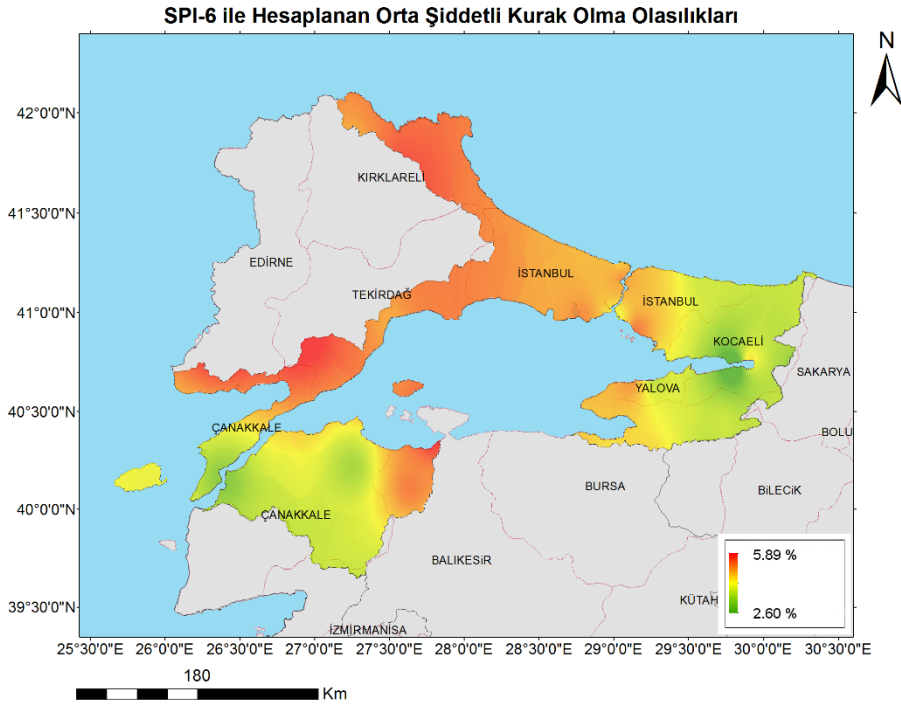 SPI-6 ile Hesaplanan Orta Şiddetli Kurak Olma Olasılıkları
N
42°0'0"N
KIRKLARELİ
41°30'0"N
EDİRNE
İSTANBUL
TEKİRDAĞ
İSTANBUL
41°0'0"N
KOCAELİ
SAKARYA
YALOVA
40°30'0"N
ÇANAKKALE
BOLU
BURSA
BİLECİK
40°0'0"N
ÇANAKKALE
BALIKESİR
5.89 %
2.60 %
39°30'0"N
KÜTAH
İZMİRMANİSA
25°30'0"E 26°0'0"E 26°30'0"E 27°0'0"E 27°30'0"E 28°0'0"E 28°30'0"E 29°0'0"E 29°30'0"E 30°0'0"E 30°30'0"E
180
Km